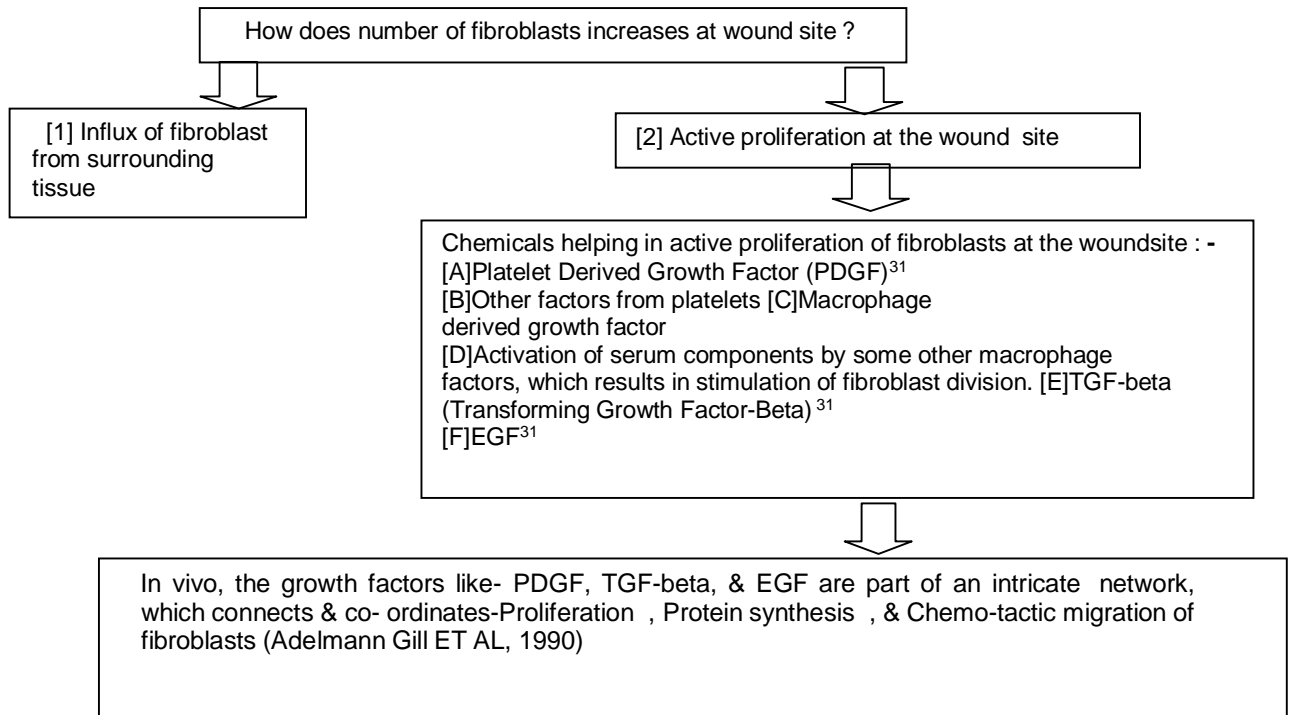 How does number of fibroblasts increases at wound site ?
[1] Influx of fibroblast
from surrounding
tissue
[2] Active proliferation at the wound site
Chemicals helping in active proliferation of fibroblasts at the woundsite : -
[A]Platelet Derived Growth Factor (PDGF)31
[B]Other factors from platelets [C]Macrophage
derived growth factor
[D]Activation of serum components by some other macrophage
factors, which results in stimulation of fibroblast division. [E]TGF-beta
(Transforming Growth Factor-Beta) 31
[F]EGF31
In vivo, the growth factors like- PDGF, TGF-beta, & EGF are part of an intricate network,
which connects & co- ordinates-Proliferation , Protein synthesis , & Chemo-tactic migration of
fibroblasts (Adelmann Gill ET AL, 1990)